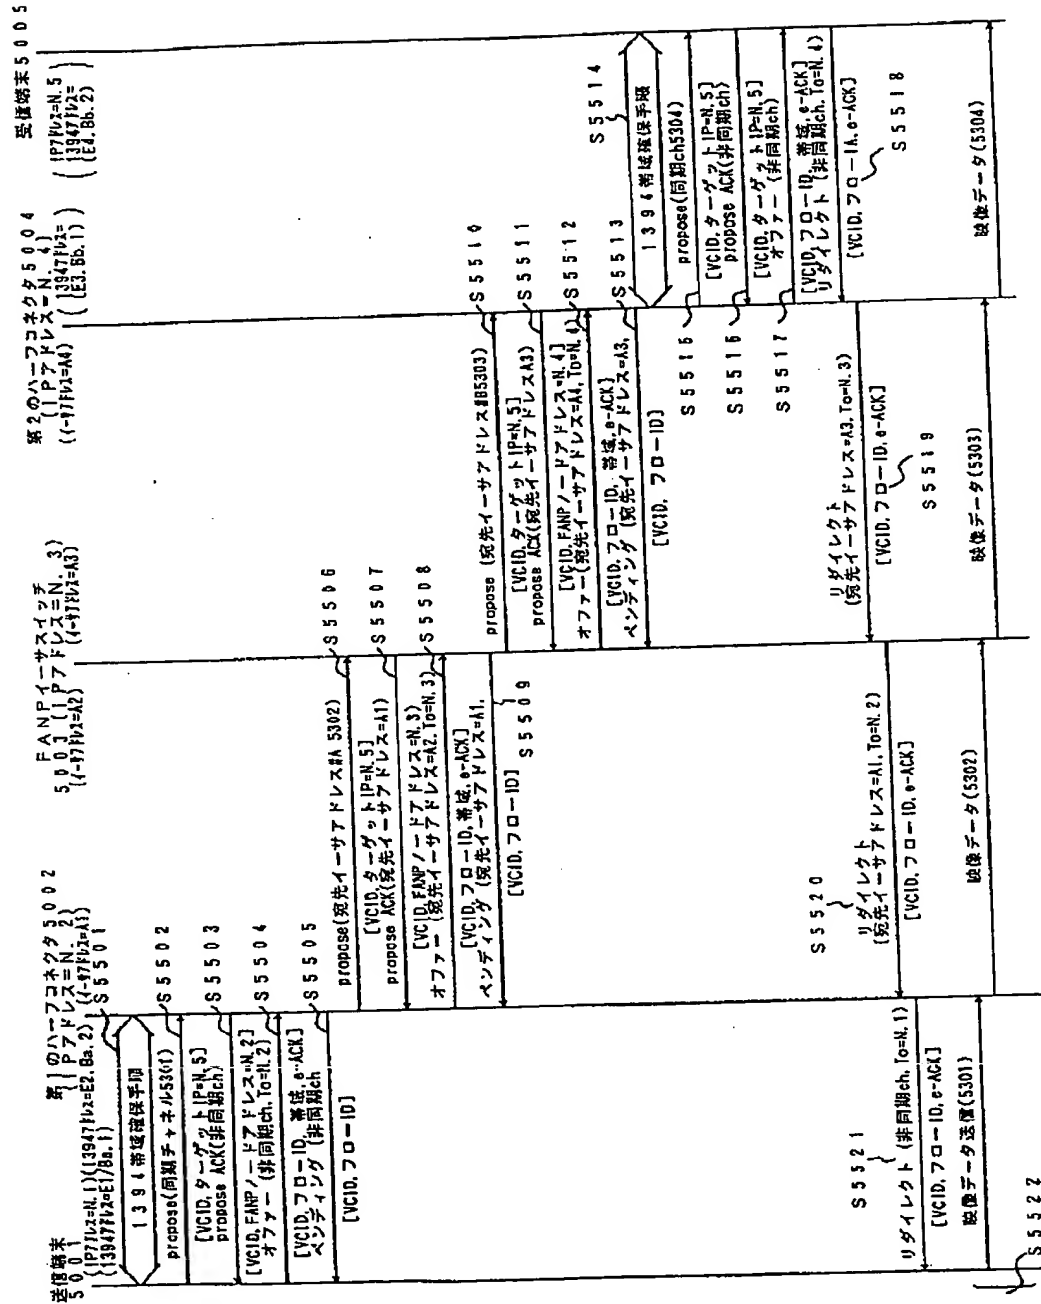 送信端末
5001
(IPアドレス=N.1)
(1394アドレス=E1/Ba.1)
第1のハーフコネクタ5002
(IPアドレス=N.2)
(1394アドレス=E2.Ba.2)
(イーサアドレス=A1)
FANPイーサスイッチ
5003(IPアドレス=N.3)
(イーサアドレス=A2)
(イーサアドレス=A3)
第2のハーフコネクタ5004
(IPアドレス=N.4)
(イーサアドレス=A4)
(1394アドレス=
(E3.Bb.1))
受信端末5005
(IPアドレス=N.5
1394アドレス=
(E4.Bb.2)
S5501
1394帯域確保手順
S5502
propose(同期チャネル5301)
[VCID,ターゲットIP=N.5]
S5503
propose ACK(非同期ch)
[VCID,FANPノードアドレス=N.2]
S5504
オファー(非同期ch,To=N.2)
[VCID,フローID,帯域,e-ACK]
S5505
ペンディング(非同期ch
[VCID,フローID]
S5506
propose(宛先イーサアドレス#A 5302)
[VCID,ターゲットIP=N.5]
S5507
propose ACK(宛先イーサアドレス=A1)
[VCID,FANPノードアドレス=N.3)
S5508
オファー(宛先イーサアドレス=A2,To=N.3)
[VCID,フローID,帯域,e-ACK]
ペンディング(宛先イーサアドレス=A1,
[VCID,フローID]
S5509
S5510
propose(宛先イーサアドレス#B5303)
[VCID,ターゲットIP=N.5]
S5511
propose ACK(宛先イーサアドレスA3)
[VCID,FANPノードアドレス=N.4]
S5512
オファー(宛先イーサアドレス=A4,To=N.4)
[VCID,フローID,帯域,e-ACK]
S5513
ペンディング(宛先イーサアドレス=A3,
[VCID,フローID]
S5514
1394帯域確保手順
propose(同期ch5304)
S5515
[VCID,ターゲットIP=N.5]
propose ACK(非同期ch)
S5516
[VCID,ターゲットIP=N.5]
オファー(非同期ch)
S5517
[VCID,フローID,帯域,e-ACK]
リダイレクト(非同期ch,To=N.4)
[VCID,フローIA,e-ACK]
S5518
リダイレクト
(宛先イーサアドレス=A3,To=N.3)
[VCID,フローID,e-ACK]
S5519
S5520
リダイレクト
(宛先イーサアドレス=A1,To=N.2)
[VCID,フローID,e-ACK]
S5521
リダイレクト(非同期ch,To=N.1)
[VCID,フローID,e-ACK]
映像データ送信(5301)
映像データ(5302)
映像データ(5303)
映像データ(5304)
S5522